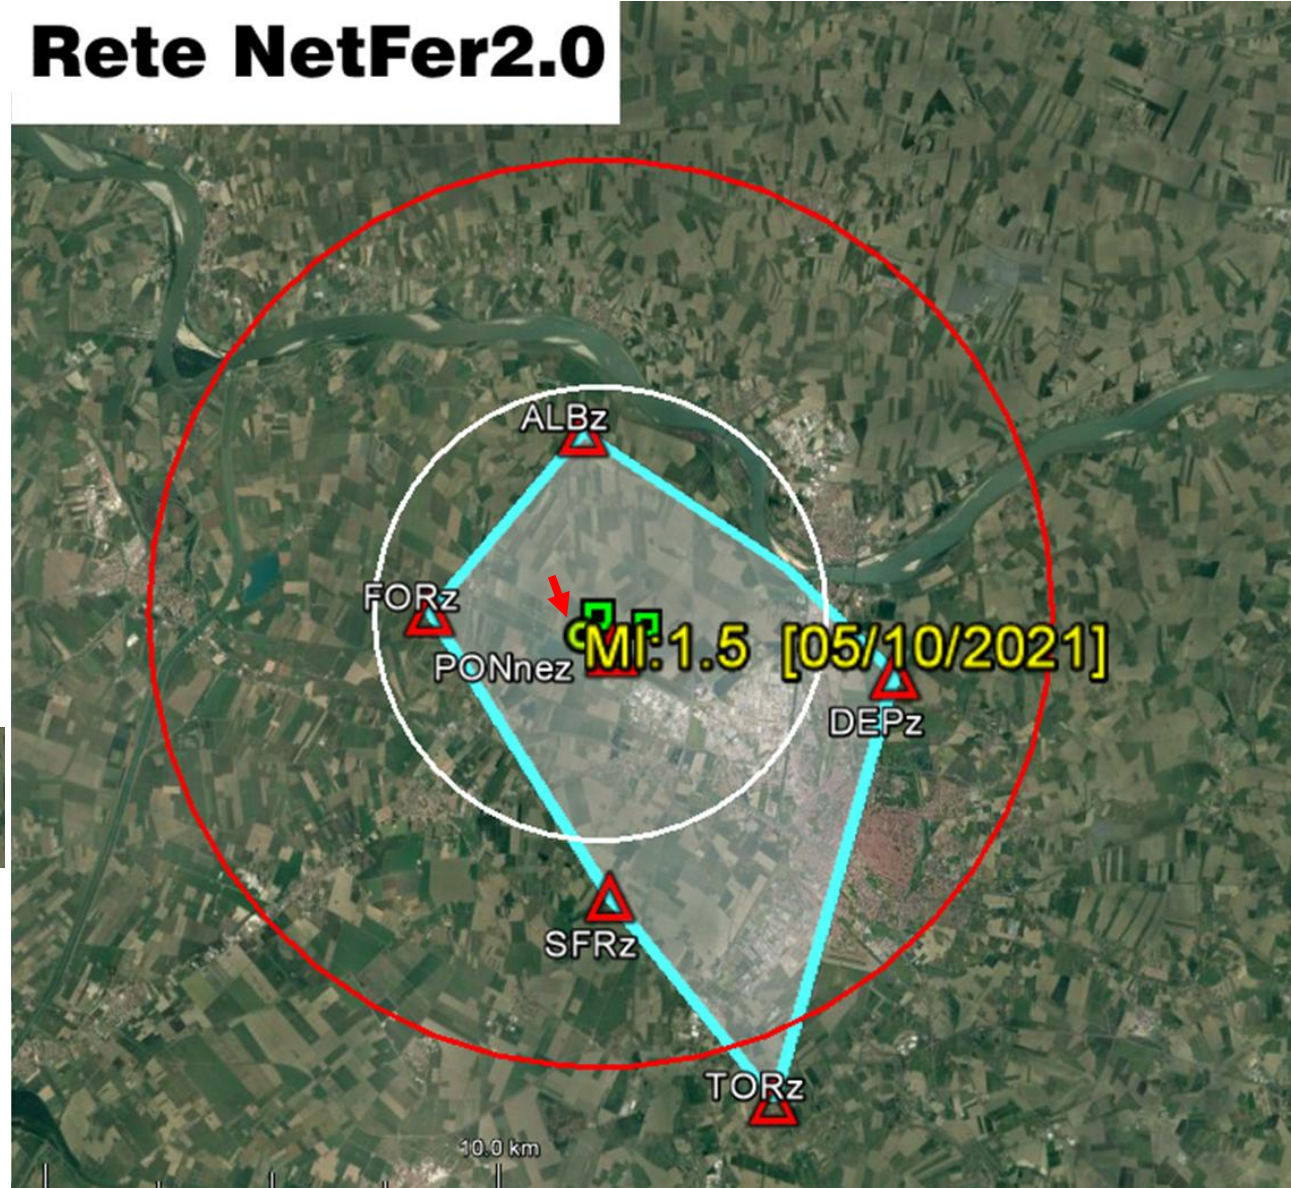 Rete NetFer2.0
ALBz
FORz
PONnez
Ml:1.5 [05/10/2021]
DEPz
SFRz
TORz
10.0 km